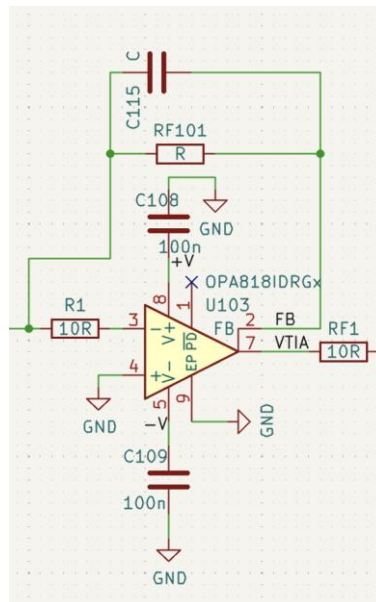 C
C115
RF101
R
C108
GND
100n
+V
OPA818IDRGx
U103
R1
10R
3
8
1
2
FB
FB
7
VTIA
RF1
10R
4
−
V+
+
V-
EP
PD
5
9
GND
GND
-V
C109
100n
GND